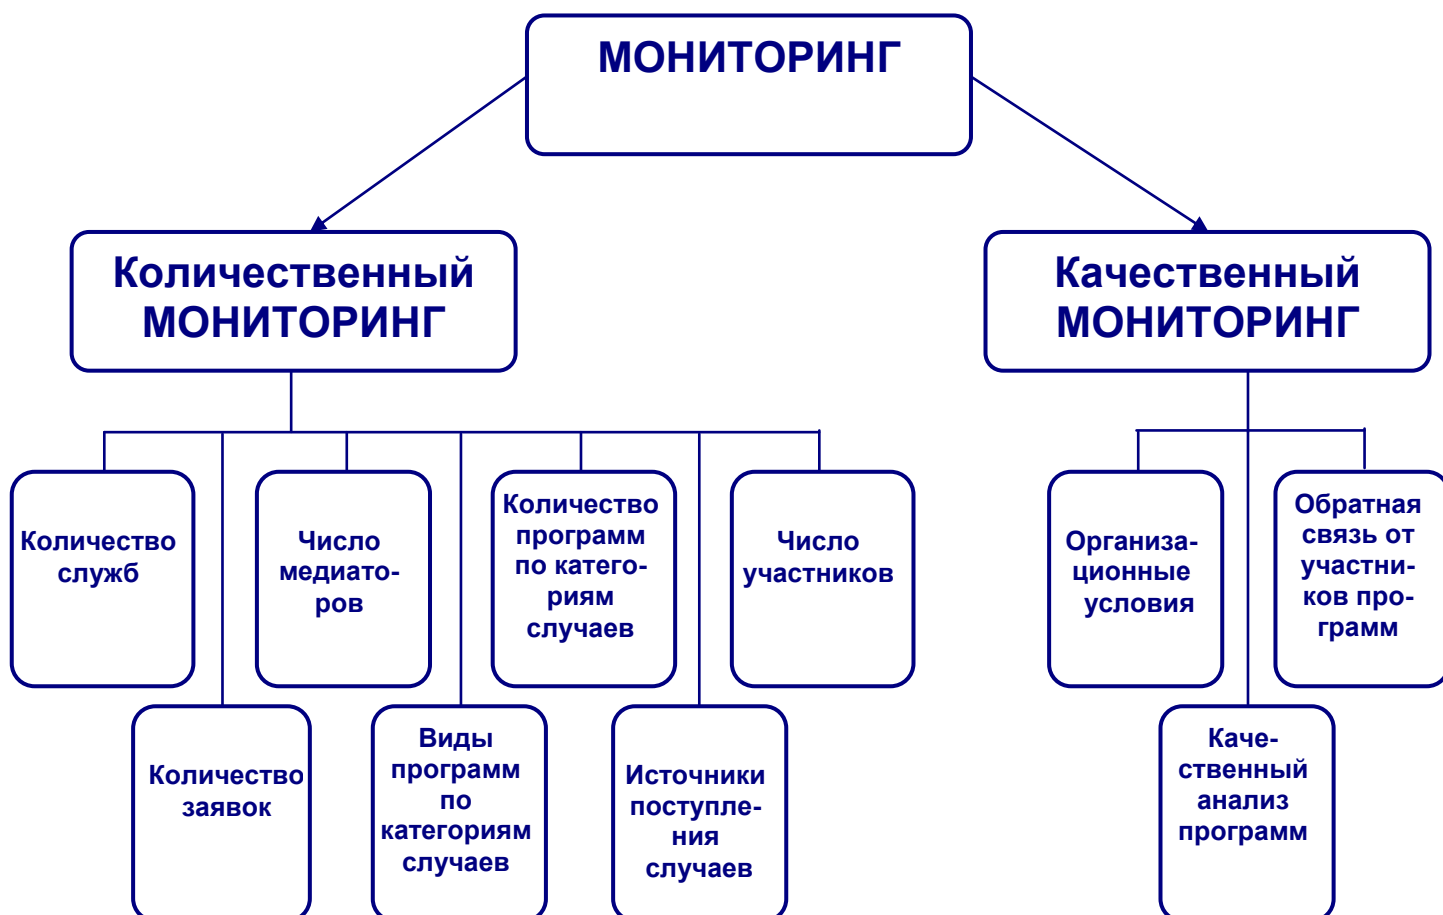 МОНИТОРИНГ
Количественный
МОНИТОРИНГ
Качественный
МОНИТОРИНГ
Количество
служб
Число
медиато-
ров
Количество
программ
по катего-
риям
случаев
Число
участников
Организа-
ционные
условия
Обратная
связь от
участни-
ков про-
грамм
Количество
заявок
Виды
программ
по
категориям
случаев
Источники
поступле-
ния
случаев
Каче-
ственный
анализ
программ